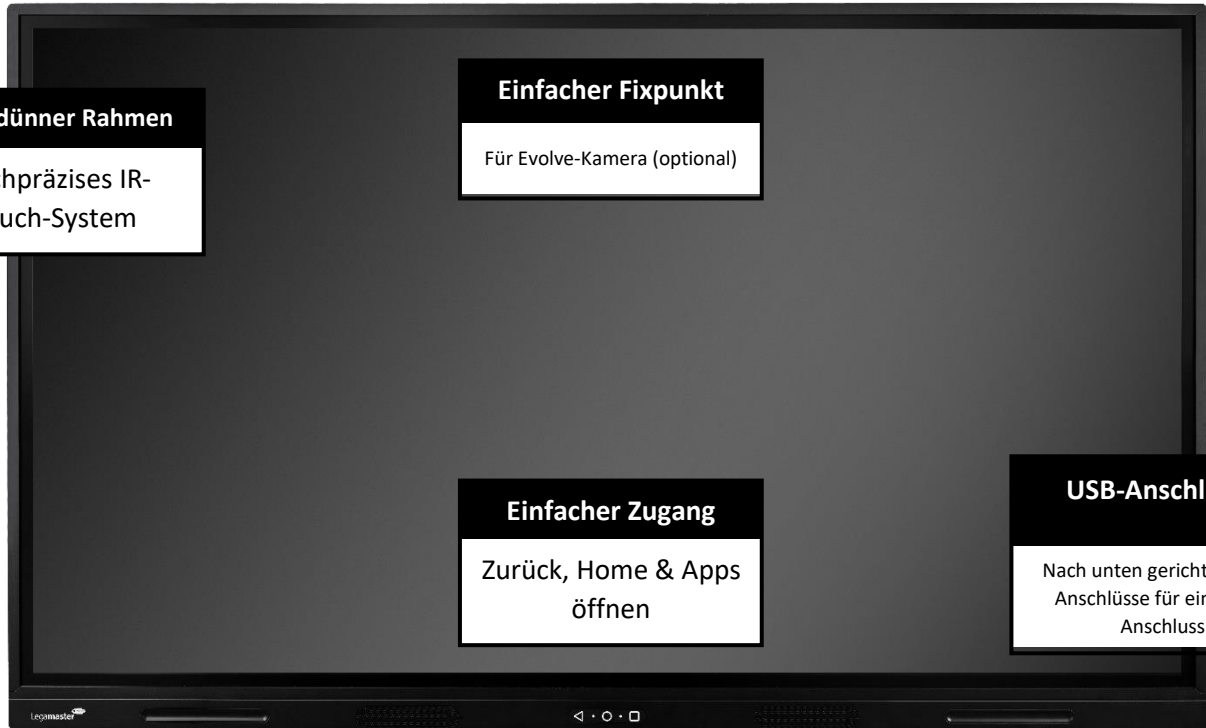 dünner Rahmen
hpräzises IR-
uch-System
Einfacher Fixpunkt
Für Evolve-Kamera (optional)
Einfacher Zugang
Zurück, Home & Apps
öffnen
USB-Anschl
Nach unten gericht
Anschlüsse für ein
Anschluss
Legamaster